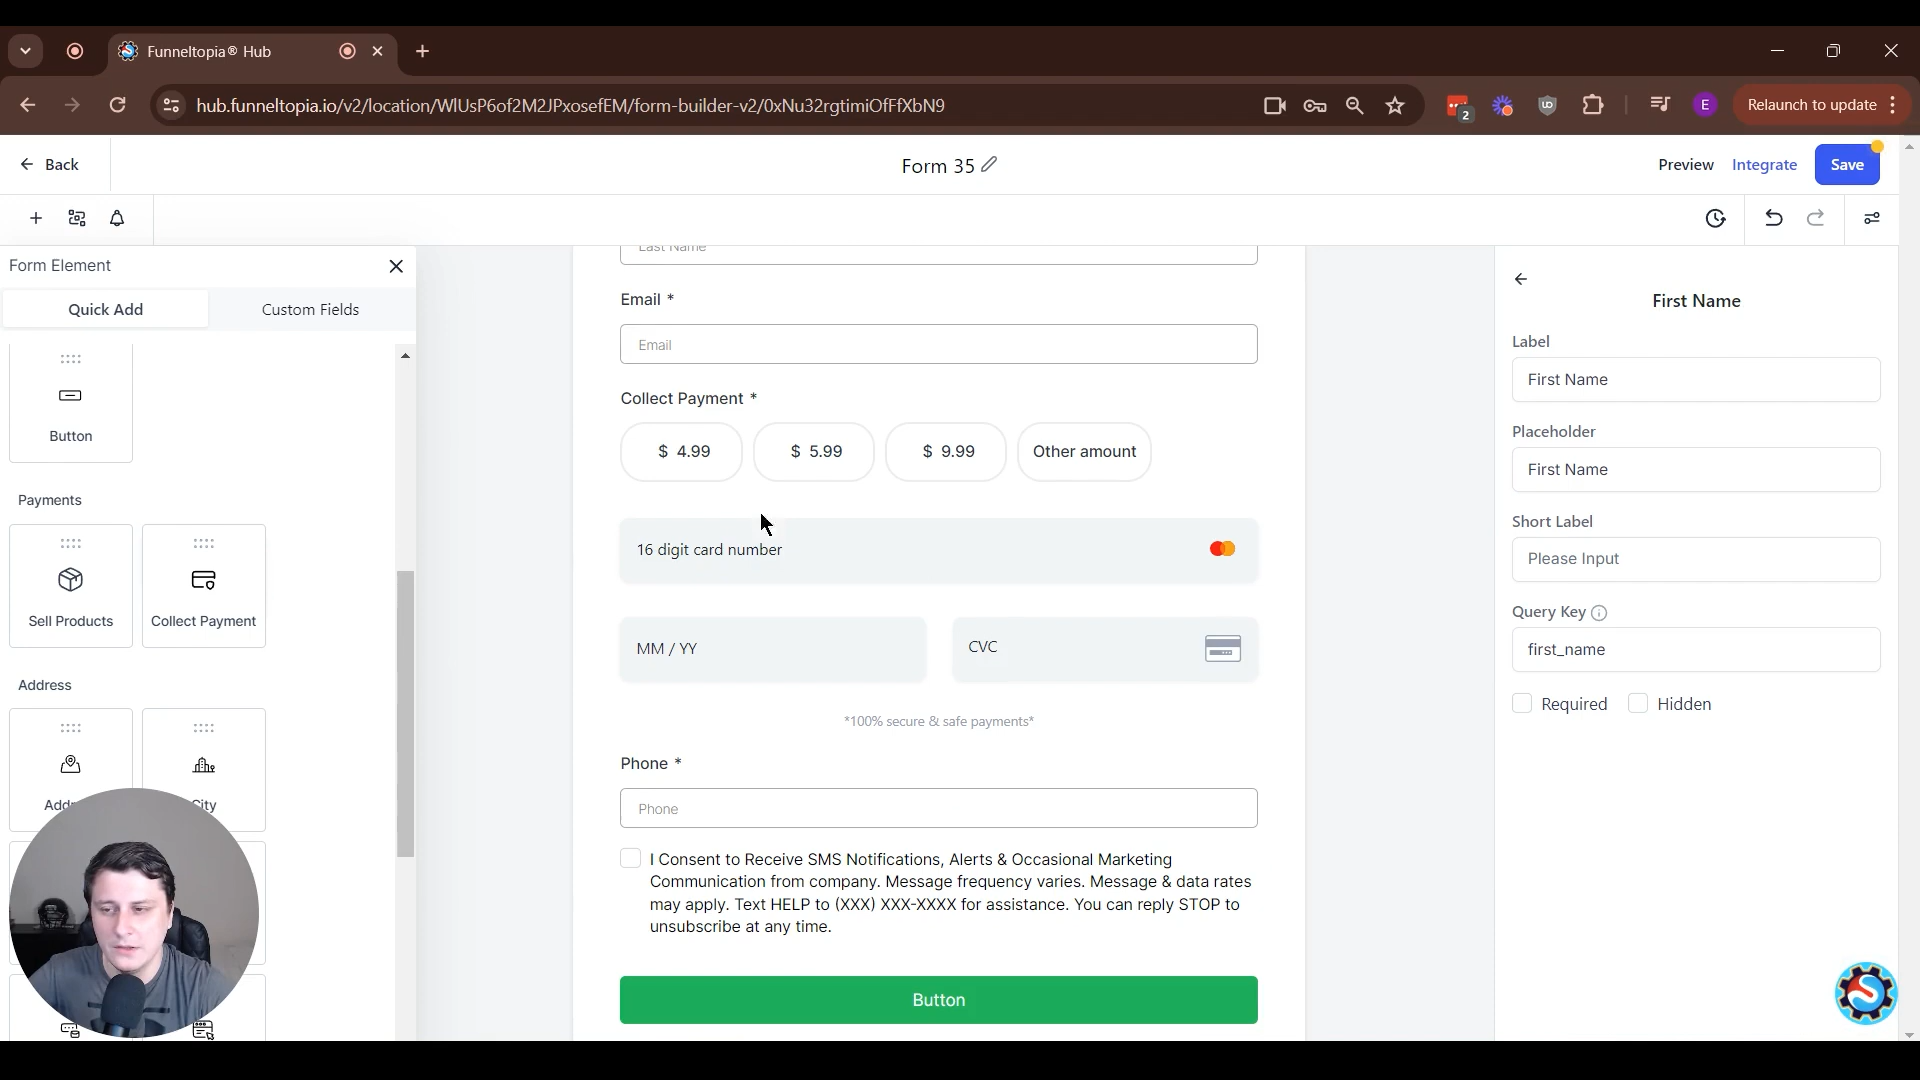 Funneltopia® Hub
hub.funneltopia.io/v2/location/WlUsP6of2M2JPxosefEM/form-builder-v2/0xNu32rgtimiOfFfXbN9
2
E
Relaunch to update
Back
Form 35
Preview
Integrate
Save
Form Element
Quick Add
Custom Fields
Button
Payments
Sell Products
Collect Payment
Address
City
Last Name
Email *
Email
Collect Payment *
$ 4.99
$ 5.99
$ 9.99
Other amount
16 digit card number
MM / YY
CVC
*100% secure & safe payments*
Phone *
Phone
I Consent to Receive SMS Notifications, Alerts & Occasional Marketing
Communication from company. Message frequency varies. Message & data rates
may apply. Text HELP to (XXX) XXX-XXXX for assistance. You can reply STOP to
unsubscribe at any time.
Button
First Name
Label
First Name
Placeholder
First Name
Short Label
Please Input
Query Key
first_name
Required
Hidden